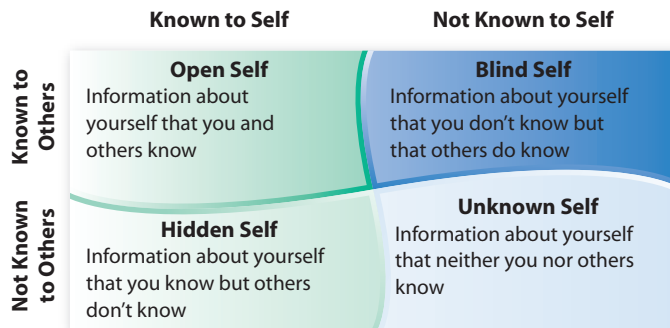 Known to Self
Not Known to Self
Known to
Others
Open Self
Information about
yourself that you and
others know
Blind Self
Information about yourself
that you don't know but
that others do know
Not Known
to Others
Hidden Self
Information about yourself
that you know but others
don't know
Unknown Self
Information about yourself
that neither you nor others
know